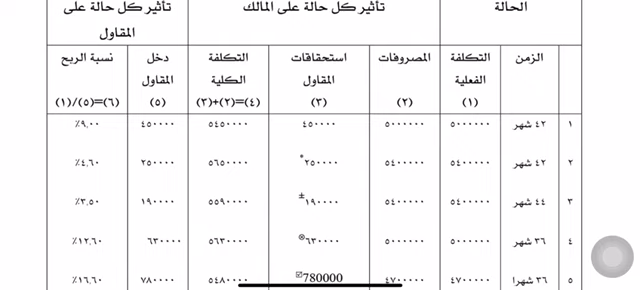 الحالة تأثير كل حالة على المالك تأثير كل حالة على المقاول
الزمن التكلفة الفعلية (١) المصروفات (٢) استحقاقات المقاول (٣) التكلفة الكلية (٤)=(٢)+(٣) دخل المقاول (٥) نسبة الربح (٦)=(٥)/(١)
١ ٤٢ شهر ٥٠٠٠٠٠٠ ٥٠٠٠٠٠٠ ٤٥٠٠٠٠ ٥٤٥٠٠٠٠ ٤٥٠٠٠٠ ٩,٠٠٪
٢ ٤٢ شهر ٥٤٠٠٠٠٠ ٥٤٠٠٠٠٠ ٢٥٠٠٠٠* ٥٦٥٠٠٠٠ ٢٥٠٠٠٠ ٤,٦٠٪
٣ ٤٤ شهر ٥٤٠٠٠٠٠ ٥٤٠٠٠٠٠ ١٩٠٠٠٠± ٥٥٩٠٠٠٠ ١٩٠٠٠٠ ٣,٥٠٪
٤ ٣٦ شهر ٥٠٠٠٠٠٠ ٥٠٠٠٠٠٠ ٦٣٠٠٠٠⊗ ٥٦٣٠٠٠٠ ٦٣٠٠٠٠ ١٢,٦٠٪
٥ ٣٦ شهرا ٤٧٠٠٠٠٠ ٤٧٠٠٠٠٠ 780000☑ ٥٤٨٠٠٠٠ ٧٨٠٠٠٠ ١٦,٦٠٪